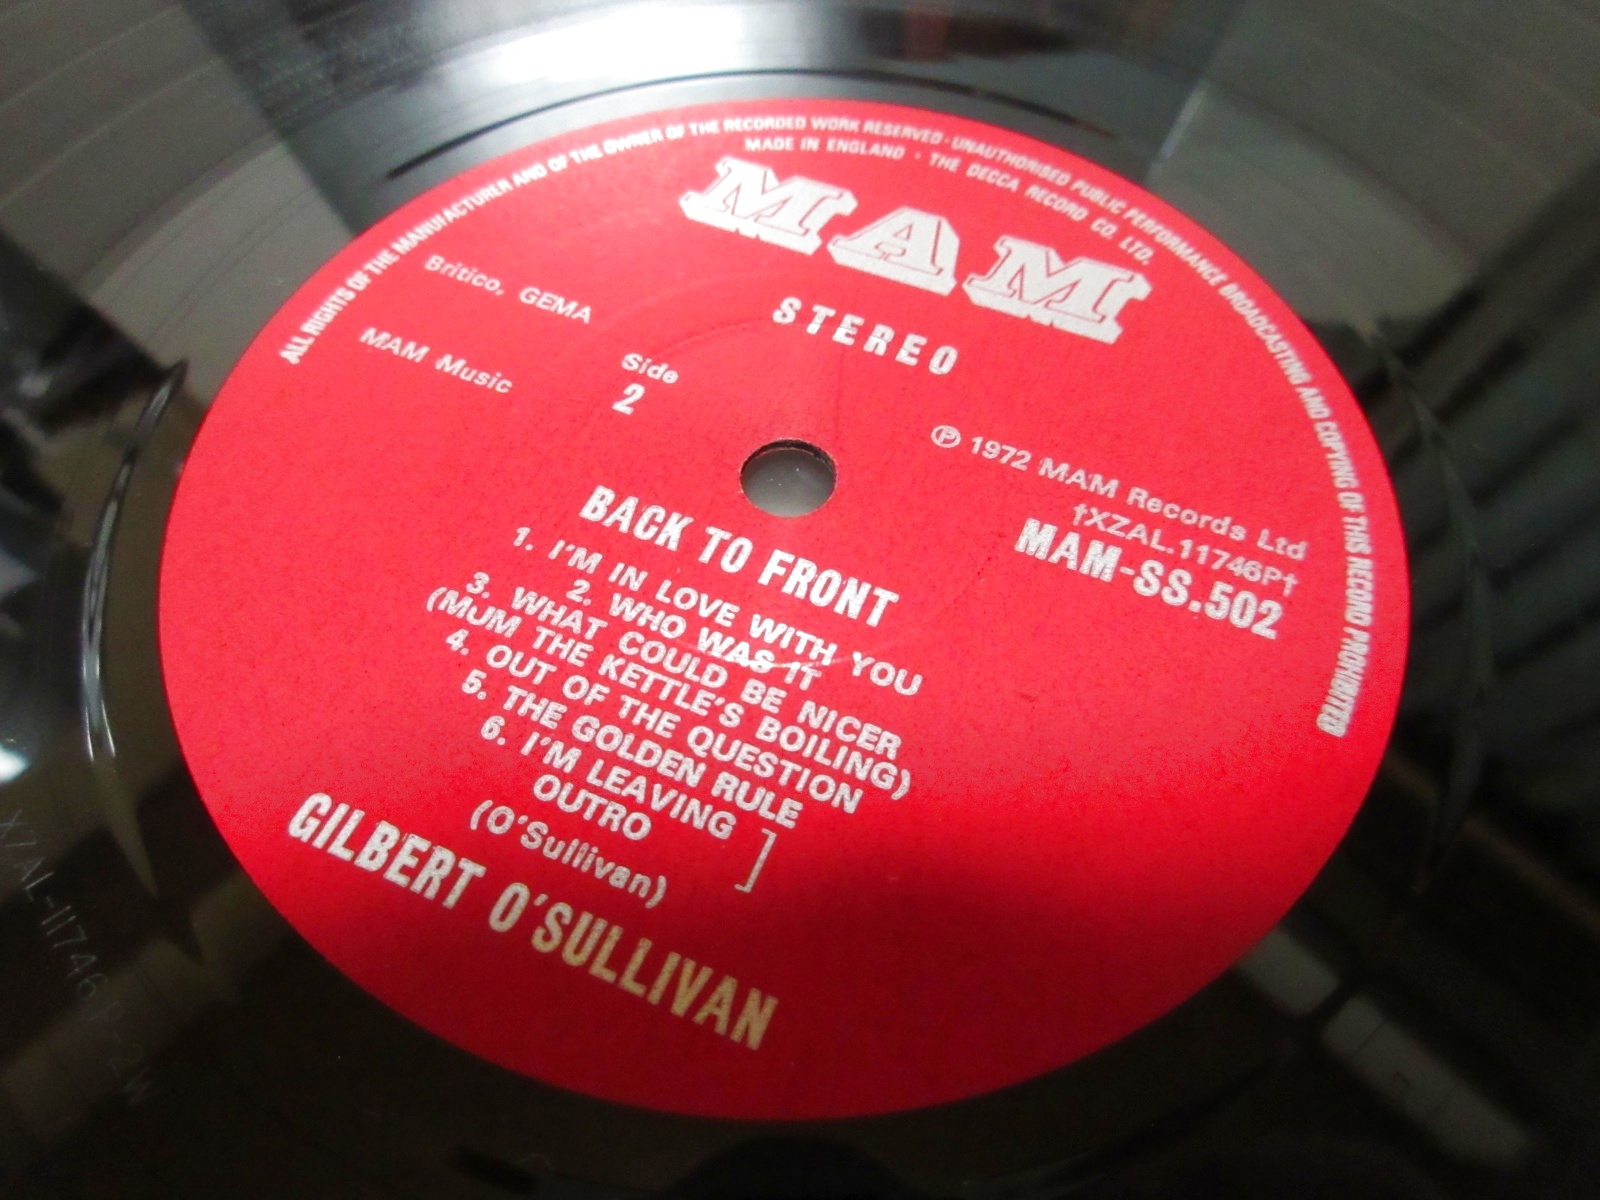 ALL RIGHTS OF THE MANUFACTURER AND OF THE OWNER OF THE RECORDED WORK RESERVED · UNAUTHORISED PUBLIC PERFORMANCE BROADCASTING AND COPYING OF THIS RECORD PROHIBITED
MADE IN ENGLAND · THE DECCA RECORD CO. LTD.
MAM
STEREO
Britico, GEMA
MAM Music
Side
2
℗ 1972 MAM Records Ltd
†XZAL.11746P†
MAM-SS.502
BACK TO FRONT
1. I'M IN LOVE WITH YOU
2. WHO WAS IT
3. WHAT COULD BE NICER
(MUM THE KETTLE'S BOILING)
4. OUT OF THE QUESTION
5. THE GOLDEN RULE
6. I'M LEAVING ]
OUTRO
(O'Sullivan)
GILBERT O'SULLIVAN